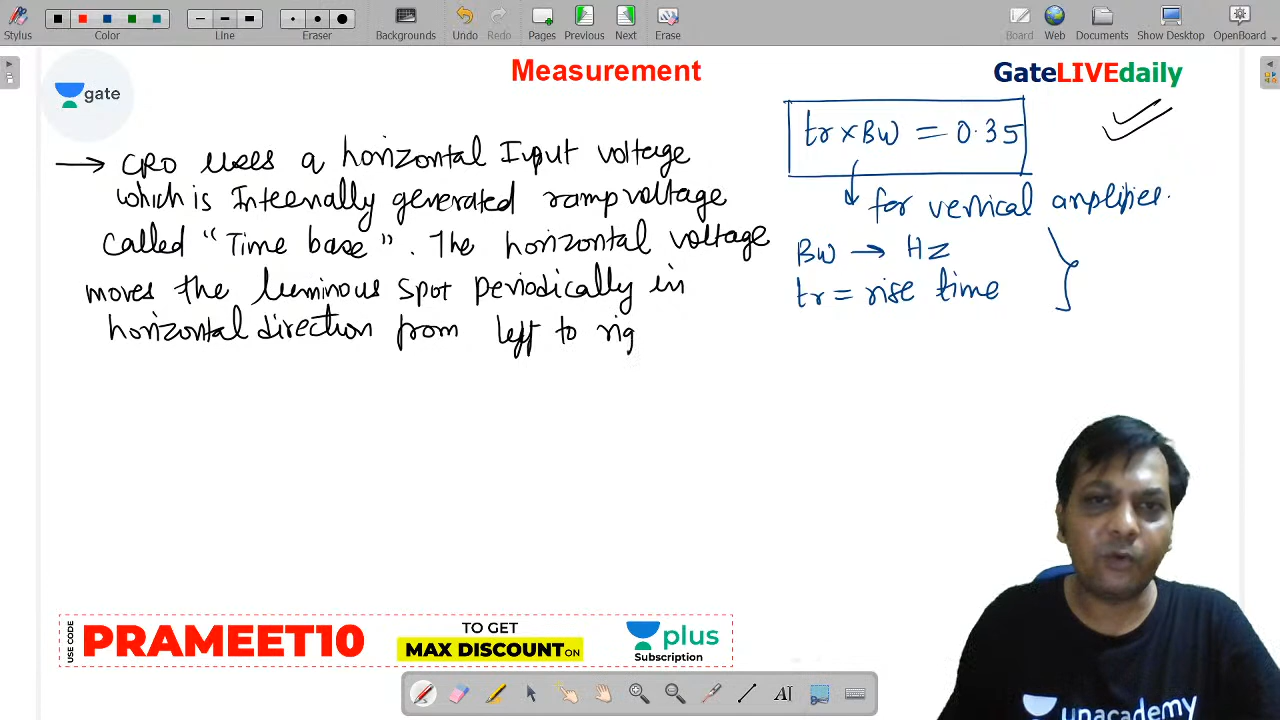 Stylus
Color
Line
Eraser
Backgrounds
Undo
Redo
Pages
Previous
Next
Erase
Board
Web
Documents
Show Desktop
OpenBoard
gate
Measurement
GateLIVEdaily
→ CRO uses a horizontal Input voltage
which is Internally generated ramp voltage
called "Time base". The horizontal voltage
moves the luminous spot periodically in
horizontal direction from left to rig
tr × BW = 0.35
for vertical amplifier.
BW → Hz
tr = rise time
USE CODE
PRAMEET10
TO GET
MAX DISCOUNT ON
plus
Subscription
AI
unacademy